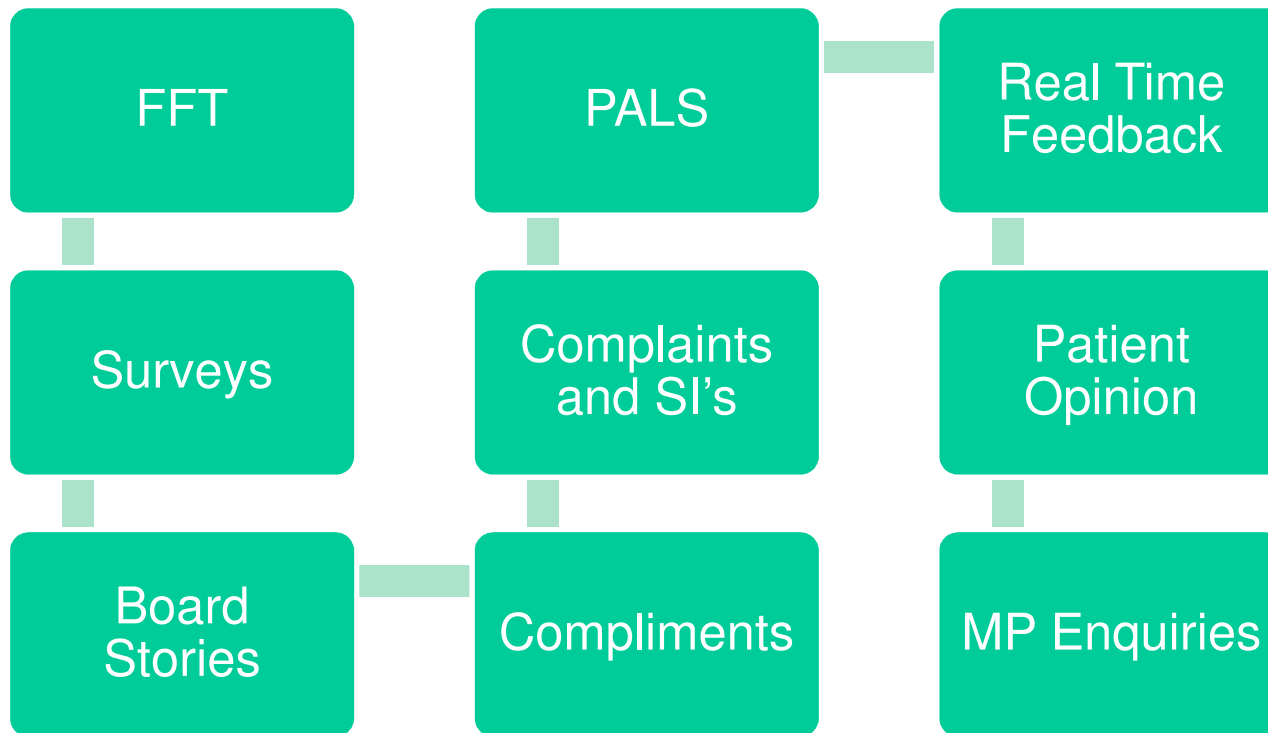 FFT
Surveys
Board
Stories
Compliments
Complaints
and SI’s
PALS
Real Time
Feedback
Patient
Opinion
MP Enquiries